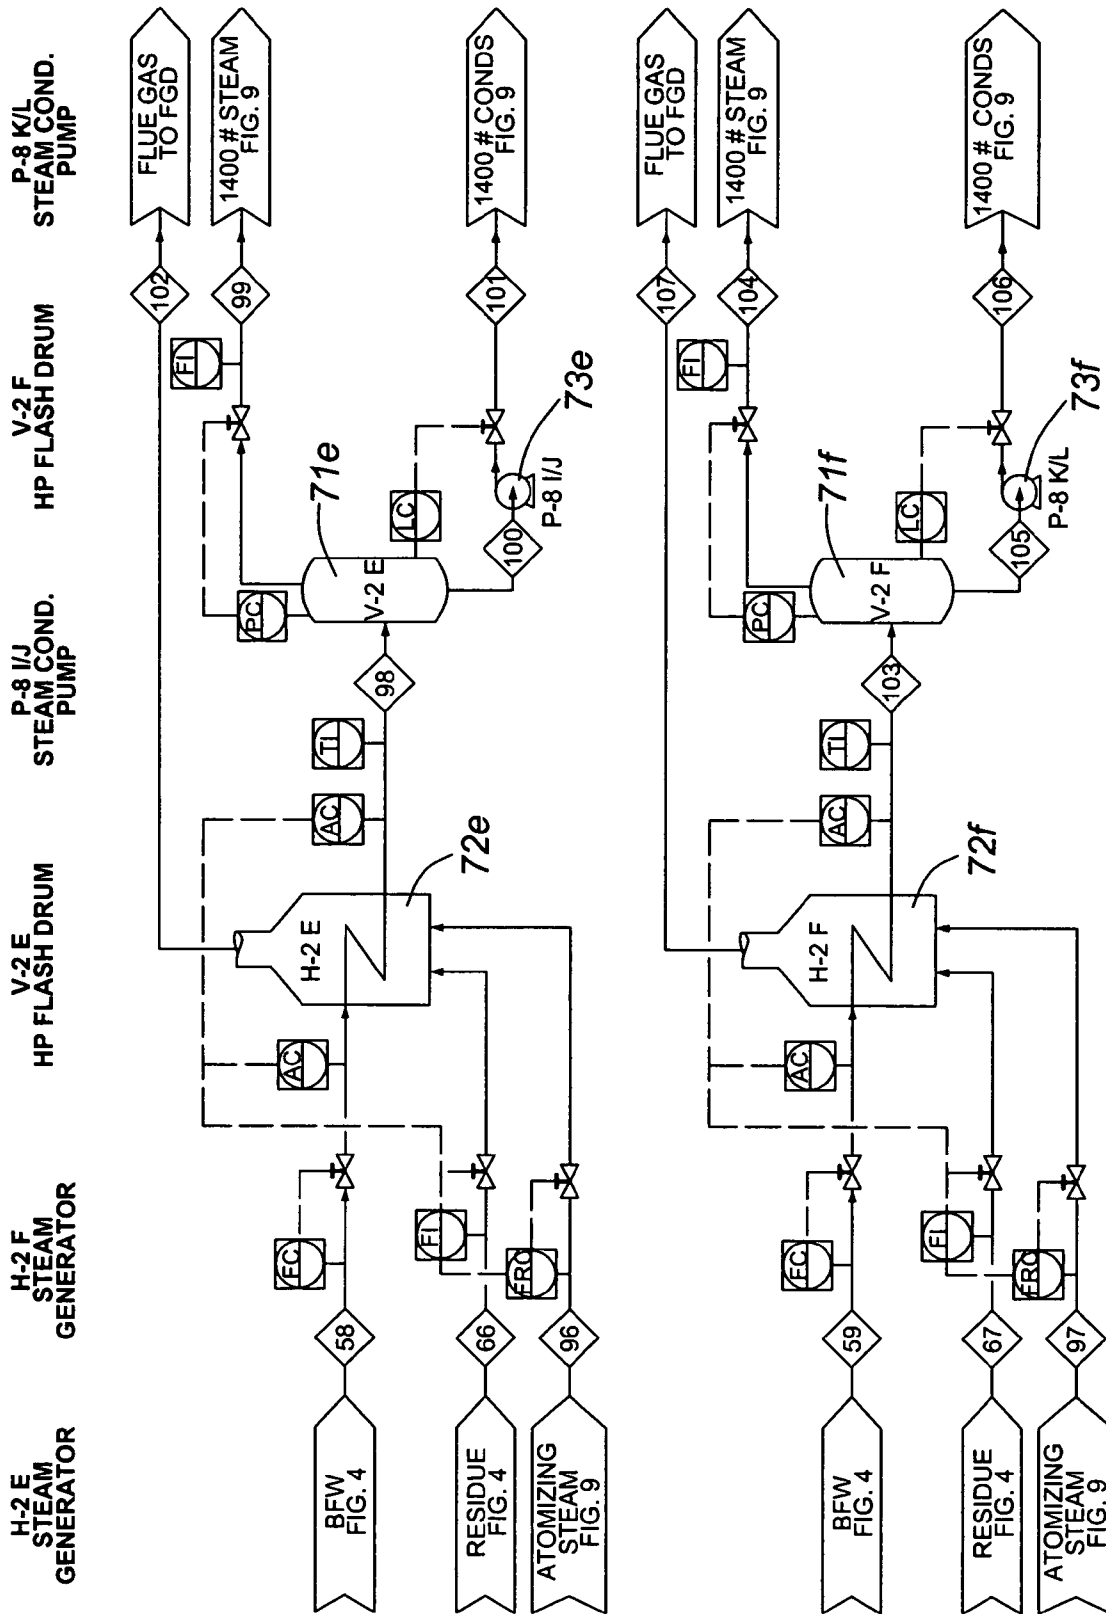 H-2 E
STEAM
GENERATOR
H-2 F
STEAM
GENERATOR
V-2 E
HP FLASH DRUM
P-8 I/J
STEAM COND.
PUMP
V-2 F
HP FLASH DRUM
P-8 K/L
STEAM COND.
PUMP
102
FLUE GAS
TO FGD
FI
99
1400 # STEAM
FIG. 9
PC
AC
AC
TI
H-2 E
72e
98
V-2 E
71e
LC
BFW
FIG. 4
58
FC
RESIDUE
FIG. 4
66
FI
ATOMIZING
STEAM
FIG. 9
96
FRC
100
P-8 I/J
73e
101
1400 # CONDS
FIG. 9
107
FLUE GAS
TO FGD
FI
104
1400 # STEAM
FIG. 9
PC
AC
AC
TI
H-2 F
72f
103
V-2 F
71f
LC
BFW
FIG. 4
59
FC
RESIDUE
FIG. 4
67
FI
ATOMIZING
STEAM
FIG. 9
97
FRC
105
P-8 K/L
73f
106
1400 # CONDS
FIG. 9